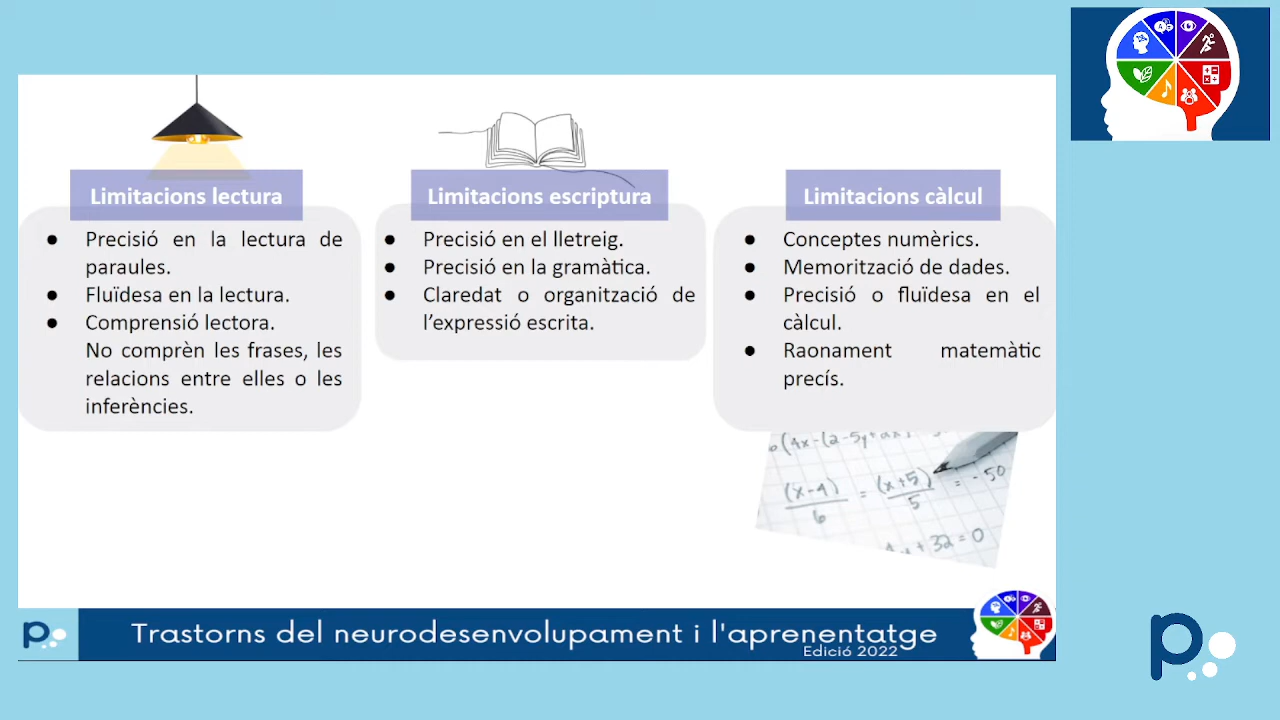 Limitacions lectura
Precisió en la lectura de
paraules.
Fluïdesa en la lectura.
Comprensió lectora.
No comprèn les frases, les
relacions entre elles o les
inferències.
Limitacions escriptura
Precisió en el lletreig.
Precisió en la gramàtica.
Claredat o organització de
l’expressió escrita.
Limitacions càlcul
Conceptes numèrics.
Memorització de dades.
Precisió o fluïdesa en el
càlcul.
Raonament matemàtic
precís.
(x-4)/6 = (x+5)/5 = -50
+ 32 = 0
p
Trastorns del neurodesenvolupament i l'aprenentatge
Edició 2022
p